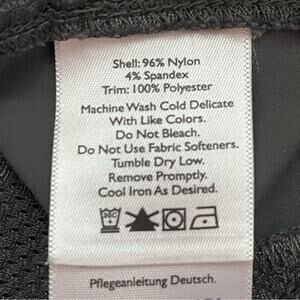 Shell: 96% Nylon
4% Spandex
Trim: 100% Polyester
Machine Wash Cold Delicate
With Like Colors.
Do Not Bleach.
Do Not Use Fabric Softeners.
Tumble Dry Low.
Remove Promptly.
Cool Iron As Desired.
Pflegeanleitung Deutsch.